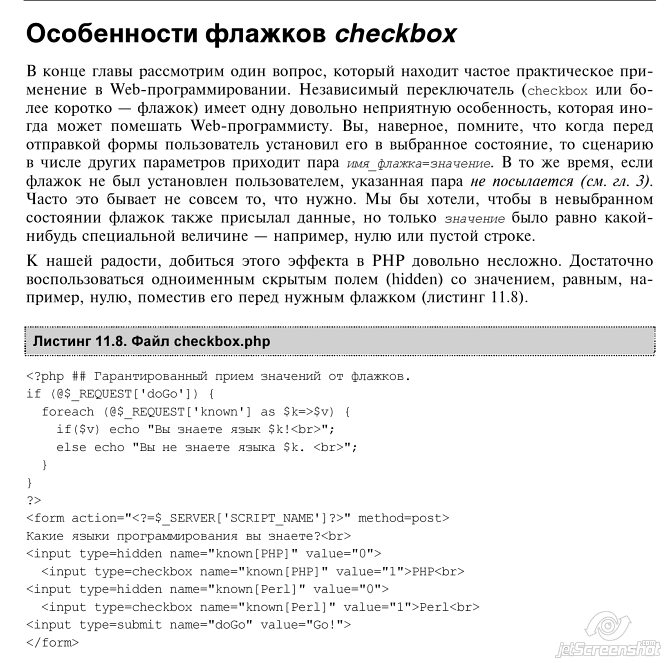 Особенности флажков checkbox
В конце главы рассмотрим один вопрос, который находит частое практическое при-
менение в Web-программировании. Независимый переключатель (checkbox или бо-
лее коротко — флажок) имеет одну довольно неприятную особенность, которая ино-
гда может помешать Web-программисту. Вы, наверное, помните, что когда перед
отправкой формы пользователь установил его в выбранное состояние, то сценарию
в числе других параметров приходит пара имя_флажка=значение. В то же время, если
флажок не был установлен пользователем, указанная пара не посылается (см. гл. 3).
Часто это бывает не совсем то, что нужно. Мы бы хотели, чтобы в невыбранном
состоянии флажок также присылал данные, но только значение было равно какой-
нибудь специальной величине — например, нулю или пустой строке.
К нашей радости, добиться этого эффекта в PHP довольно несложно. Достаточно
воспользоваться одноименным скрытым полем (hidden) со значением, равным, на-
пример, нулю, поместив его перед нужным флажком (листинг 11.8).
Листинг 11.8. Файл checkbox.php
<?php ## Гарантированный прием значений от флажков.
if (@$_REQUEST['doGo']) {
  foreach (@$_REQUEST['known'] as $k=>$v) {
    if($v) echo "Вы знаете язык $k!<br>";
    else echo "Вы не знаете языка $k. <br>";
  }
}
?>
<form action="<?=$_SERVER['SCRIPT_NAME']?>" method=post>
Какие языки программирования вы знаете?<br>
<input type=hidden name="known[PHP]" value="0">
  <input type=checkbox name="known[PHP]" value="1">PHP<br>
<input type=hidden name="known[Perl]" value="0">
  <input type=checkbox name="known[Perl]" value="1">Perl<br>
<input type=submit name="doGo" value="Go!">
</form>
jetScreenshot.com